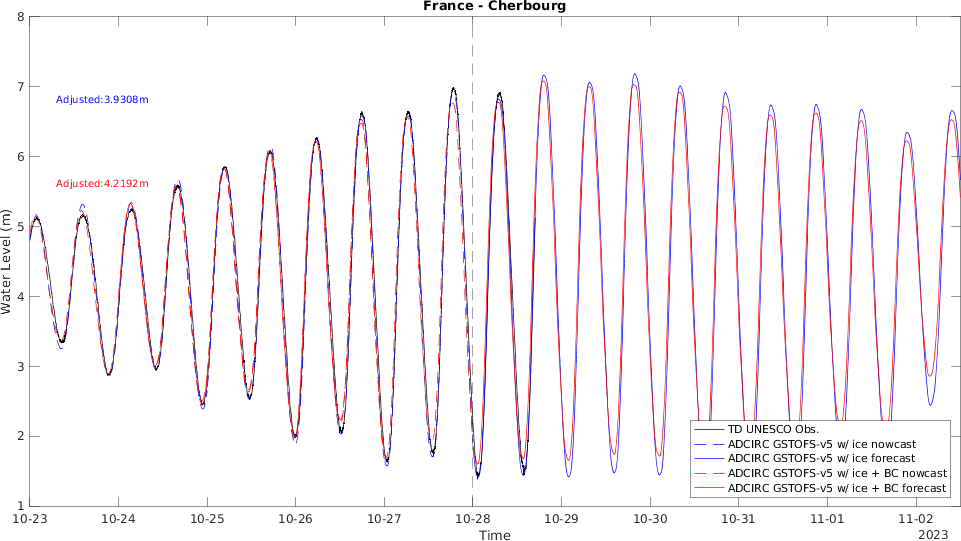 France - Cherbourg
8
7
6
5
4
3
2
1
Water Level (m)
Adjusted:3.9308m
Adjusted:4.2192m
TD UNESCO Obs.
ADCIRC GSTOFS-v5 w/ ice nowcast
ADCIRC GSTOFS-v5 w/ ice forecast
ADCIRC GSTOFS-v5 w/ ice + BC nowcast
ADCIRC GSTOFS-v5 w/ ice + BC forecast
10-23 10-24 10-25 10-26 10-27 10-28 10-29 10-30 10-31 11-01 11-02
Time
2023